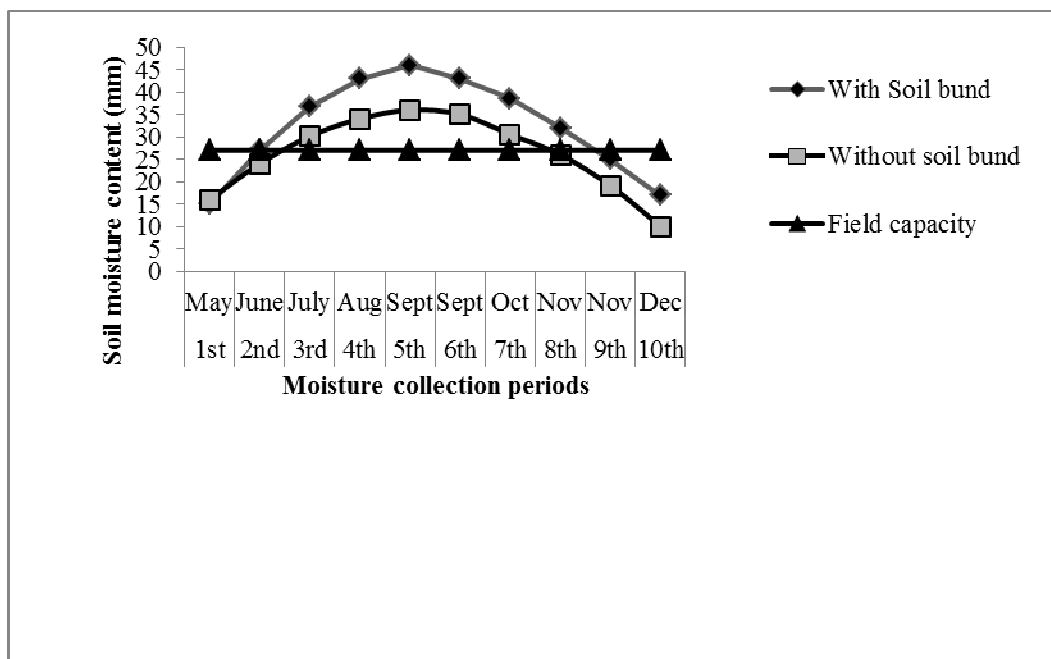 50
45
40
35
30
25
20
15
10
5
0
Soil moisture content (mm)
May June July Aug Sept Sept Oct Nov Nov Dec
1st 2nd 3rd 4th 5th 6th 7th 8th 9th 10th
Moisture collection periods
With Soil bund
Without soil bund
Field capacity